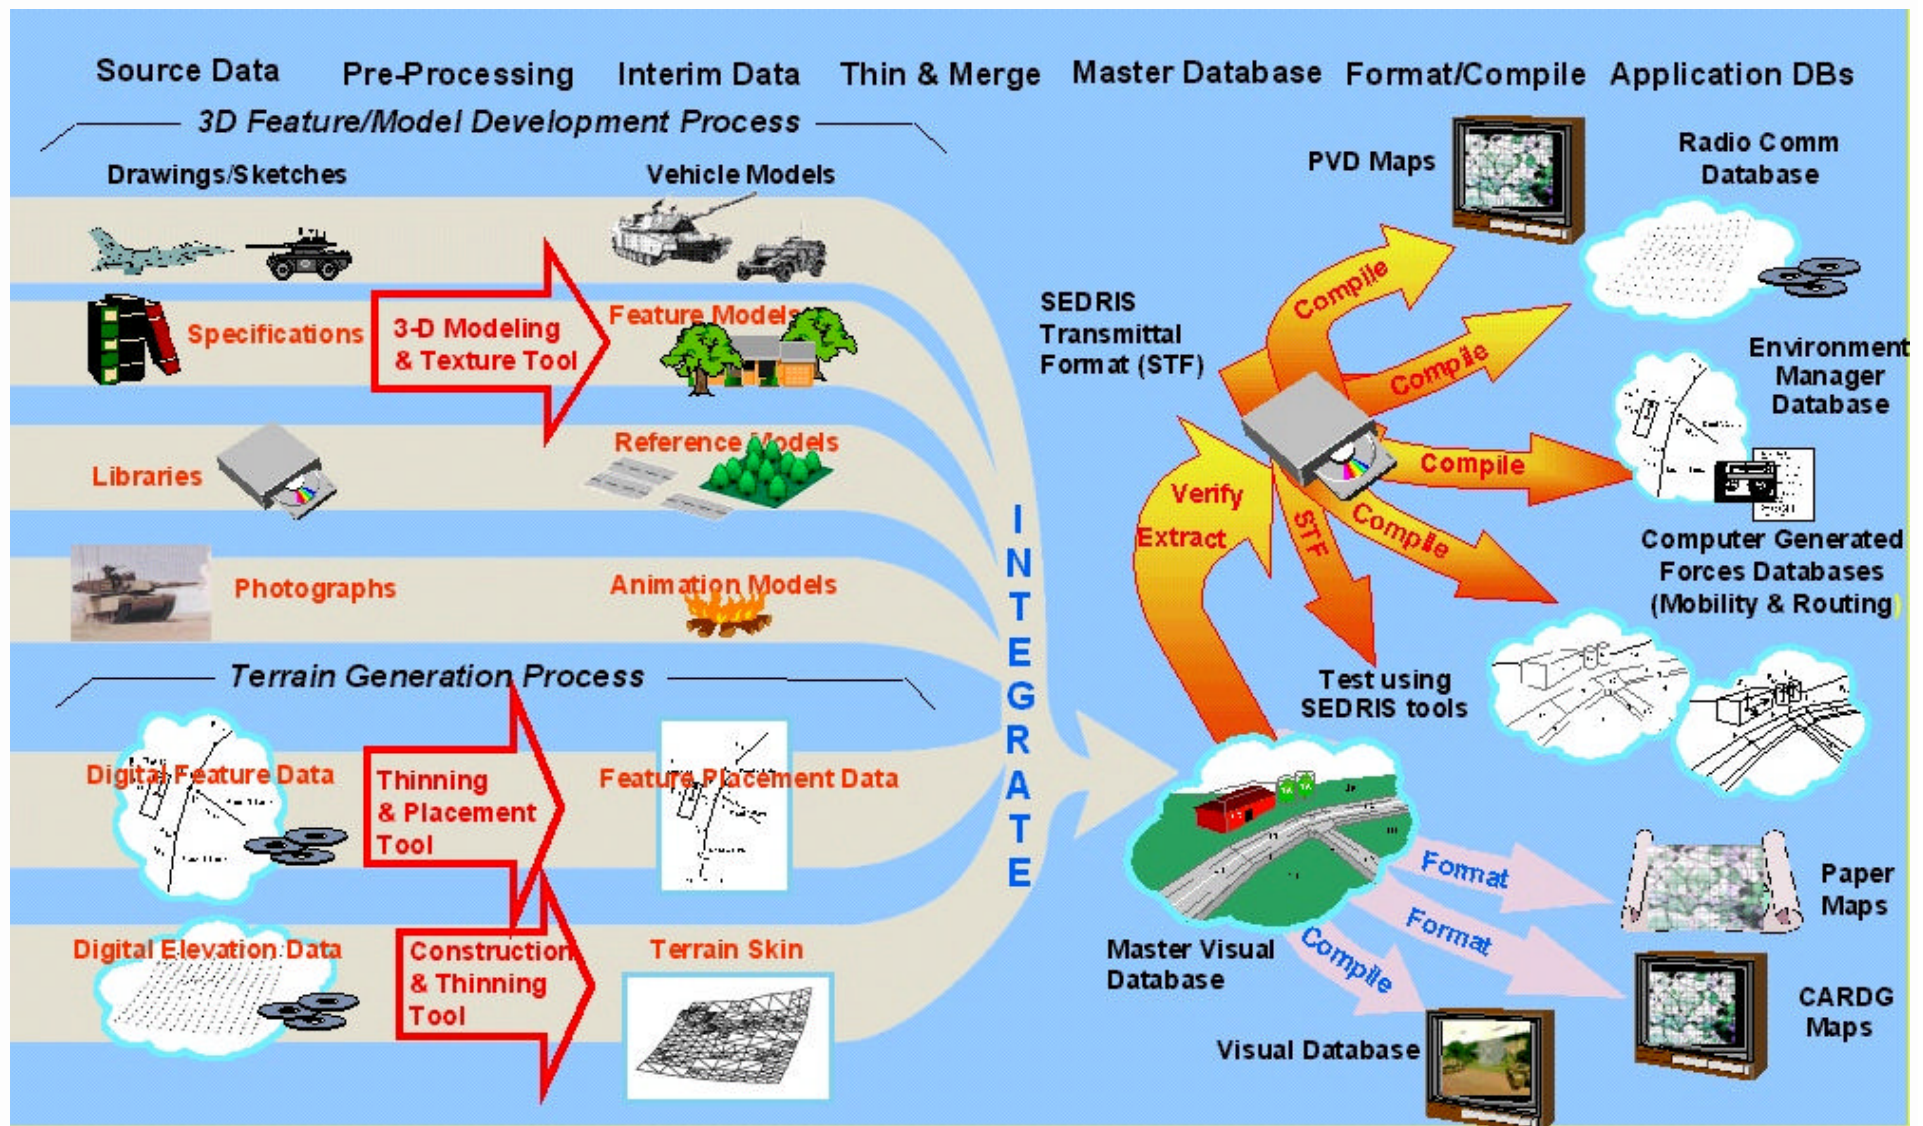 Source Data
Pre-Processing
Interim Data
Thin & Merge
Master Database
Format/Compile
Application DBs
3D Feature/Model Development Process
Drawings/Sketches
Vehicle Models
Specifications
3-D Modeling
& Texture Tool
Feature Models
Libraries
Reference Models
Photographs
Animation Models
Terrain Generation Process
Digital Feature Data
Thinning
& Placement
Tool
Feature Placement Data
Digital Elevation Data
Construction
& Thinning
Tool
Terrain Skin
INTEGRATE
SEDRIS
Transmittal
Format (STF)
Verify
Extract
Compile
Compile
Compile
Compile
STF
PVD Maps
Radio Comm
Database
Environment
Manager
Database
Computer Generated
Forces Databases
(Mobility & Routing)
Test using
SEDRIS tools
Master Visual
Database
Format
Format
Compile
Paper
Maps
CARDG
Maps
Visual Database